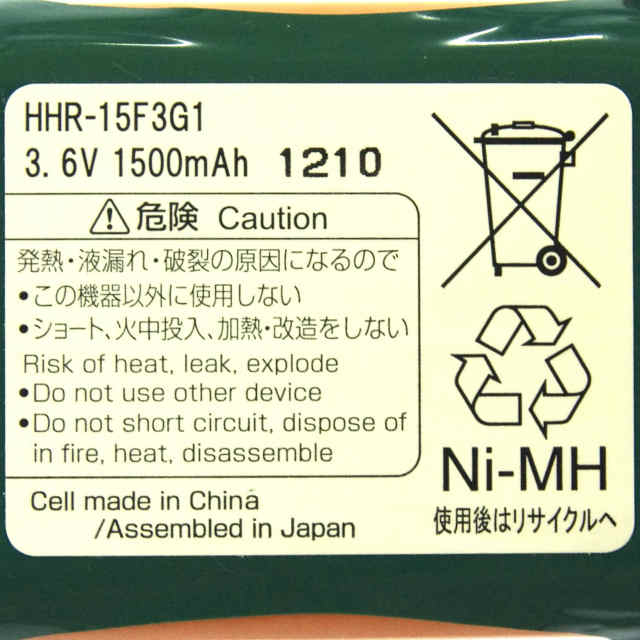 HHR-15F3G1
3.6V 1500mAh 1210
危険 Caution
発熱・液漏れ・破裂の原因になるので
•この機器以外に使用しない
•ショート、火中投入、加熱・改造をしない
Risk of heat, leak, explode
•Do not use other device
•Do not short circuit, dispose of
in fire, heat, disassemble
Cell made in China
/Assembled in Japan
Ni-MH
使用後はリサイクルへ